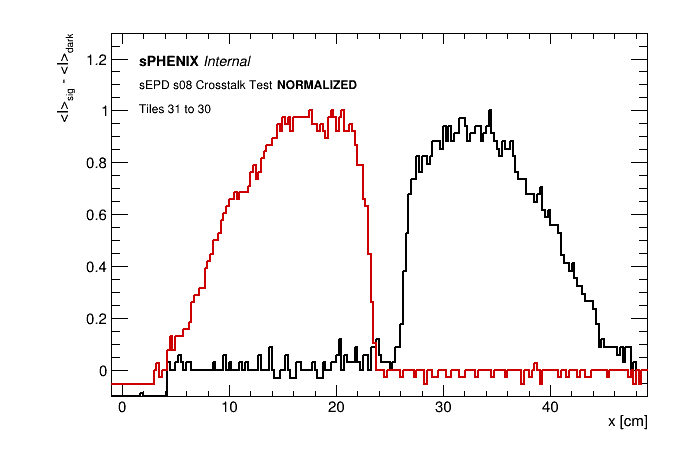 <I>sig - <I>dark
sPHENIX Internal
sEPD s08 Crosstalk Test NORMALIZED
Tiles 31 to 30
1.2
1
0.8
0.6
0.4
0.2
0
0 10 20 30 40
x [cm]